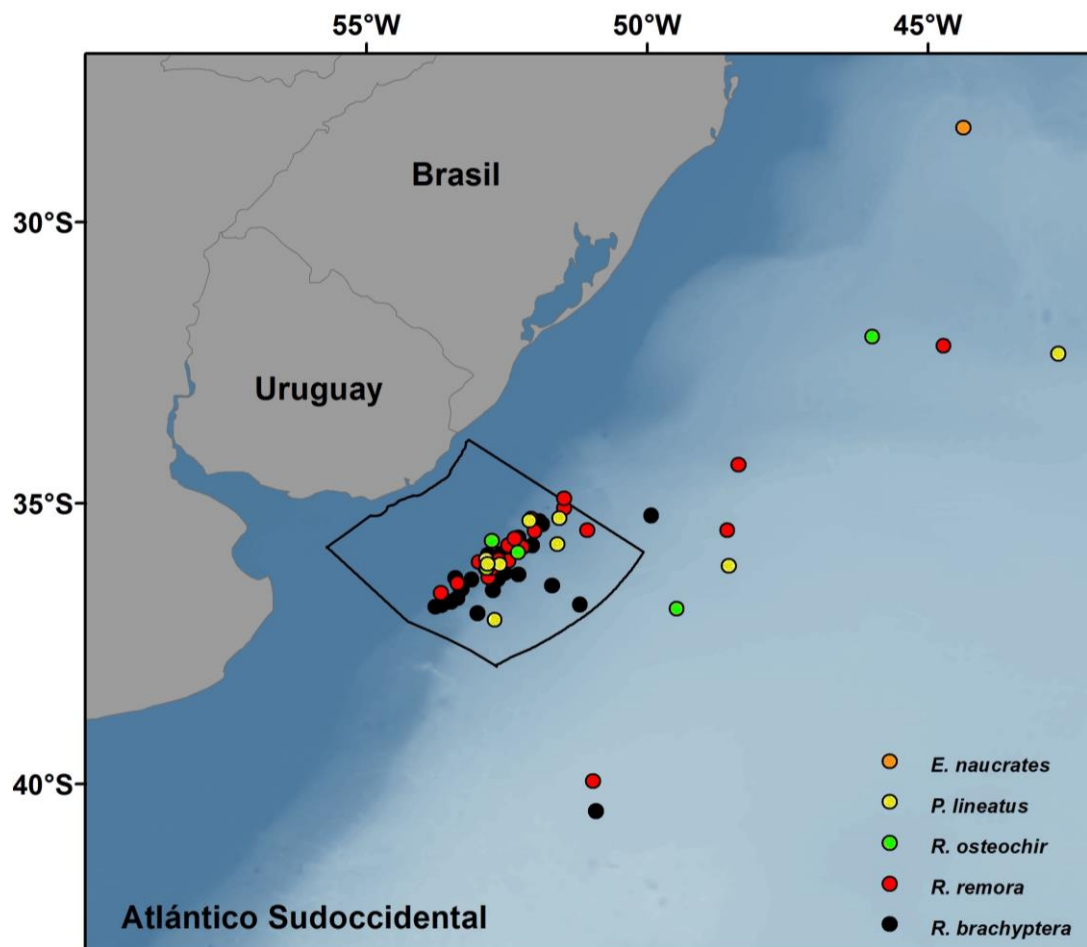 55°W 50°W 45°W
Brasil
30°S
Uruguay
35°S
40°S
E. naucrates
P. lineatus
R. osteochir
R. remora
R. brachyptera
Atlántico Sudoccidental